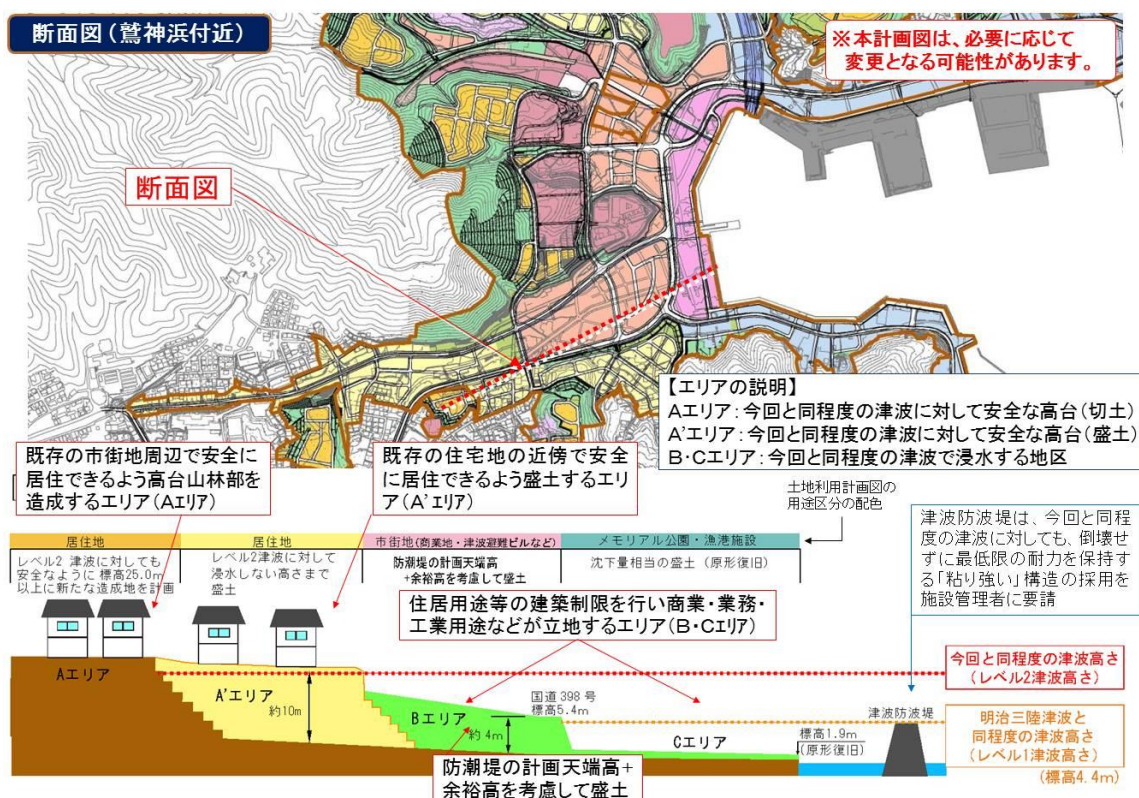 断面図(鷲神浜付近)
※本計画図は、必要に応じて
変更となる可能性があります。
断面図
【エリアの説明】
Aエリア:今回と同程度の津波に対して安全な高台(切土)
A'エリア:今回と同程度の津波に対して安全な高台(盛土)
B・Cエリア:今回と同程度の津波で浸水する地区
既存の市街地周辺で安全に
居住できるよう高台山林部を
造成するエリア(Aエリア)
既存の住宅地の近傍で安全
に居住できるよう盛土するエリ
ア(A'エリア)
土地利用計画図の
用途区分の配色
津波防波堤は、今回と同程
度の津波に対しても、倒壊せ
ずに最低限の耐力を保持す
る「粘り強い」構造の採用を
施設管理者に要請
居住地
居住地
市街地(商業地・津波避難ビルなど)
メモリアル公園・漁港施設
レベル2 津波に対しても
安全なように 標高25.0m
以上に新たな造成地を計画
レベル2津波に対して
浸水しない高さまで
盛土
防潮堤の計画天端高
+余裕高を考慮して盛土
沈下量相当の盛土 (原形復旧)
住居用途等の建築制限を行い商業・業務・
工業用途などが立地するエリア(B・Cエリア)
今回と同程度の津波高さ
(レベル2津波高さ)
Aエリア
A'エリア
約10m
Bエリア
約 4m
国道 398 号
標高5.4m
Cエリア
標高1.9m
(原形復旧)
津波防波堤
明治三陸津波と
同程度の津波高さ
(レベル1津波高さ)
(標高4.4m)
防潮堤の計画天端高+
余裕高を考慮して盛土